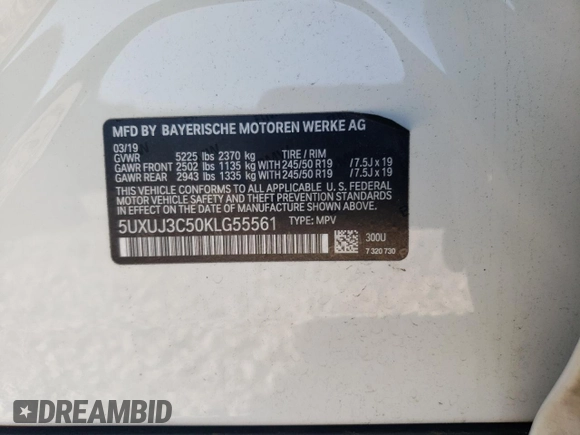 MFD BY BAYERISCHE MOTOREN WERKE AG
03/19
GVWR 5225 lbs 2370 kg TIRE / RIM
GAWR FRONT 2502 lbs 1135 kg WITH 245/50 R19 / 7.5J x 19
GAWR REAR 2943 lbs 1335 kg WITH 245/50 R19 / 7.5J x 19
THIS VEHICLE CONFORMS TO ALL APPLICABLE U. S. FEDERAL
MOTOR VEHICLE SAFETY AND THEFT PREVENTION STANDARDS
IN EFFECT ON THE DATE OF MANUFACTURE SHOWN ABOVE.
5UXUJ3C50KLG55561 TYPE: MPV
300U
7 320 730
DREAMBID